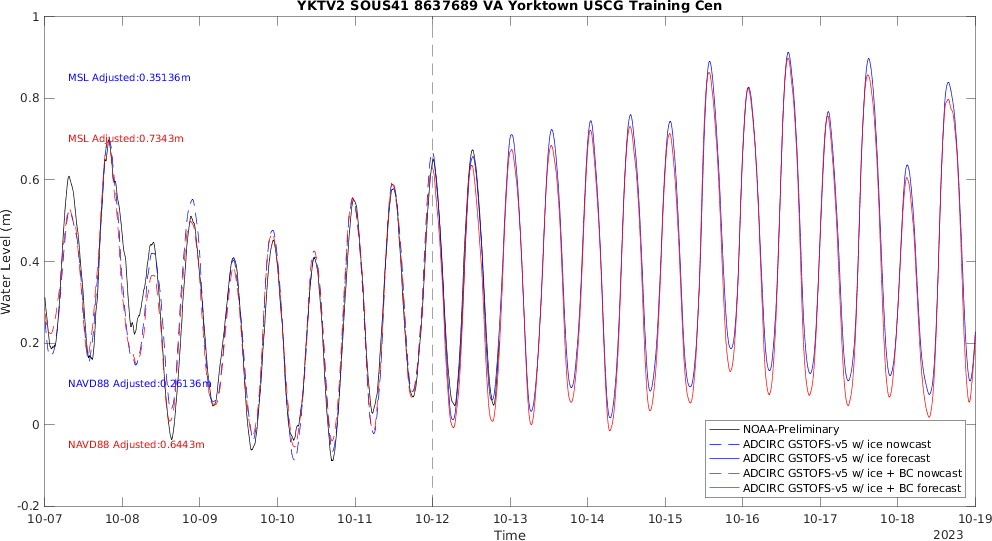 YKTV2 SOUS41 8637689 VA Yorktown USCG Training Cen
1
0.8
0.6
0.4
0.2
0
-0.2
Water Level (m)
MSL Adjusted:0.35136m
MSL Adjusted:0.7343m
NAVD88 Adjusted:0.26136m
NAVD88 Adjusted:0.6443m
NOAA-Preliminary
ADCIRC GSTOFS-v5 w/ ice nowcast
ADCIRC GSTOFS-v5 w/ ice forecast
ADCIRC GSTOFS-v5 w/ ice + BC nowcast
ADCIRC GSTOFS-v5 w/ ice + BC forecast
10-07 10-08 10-09 10-10 10-11 10-12 10-13 10-14 10-15 10-16 10-17 10-18 10-19
Time
2023